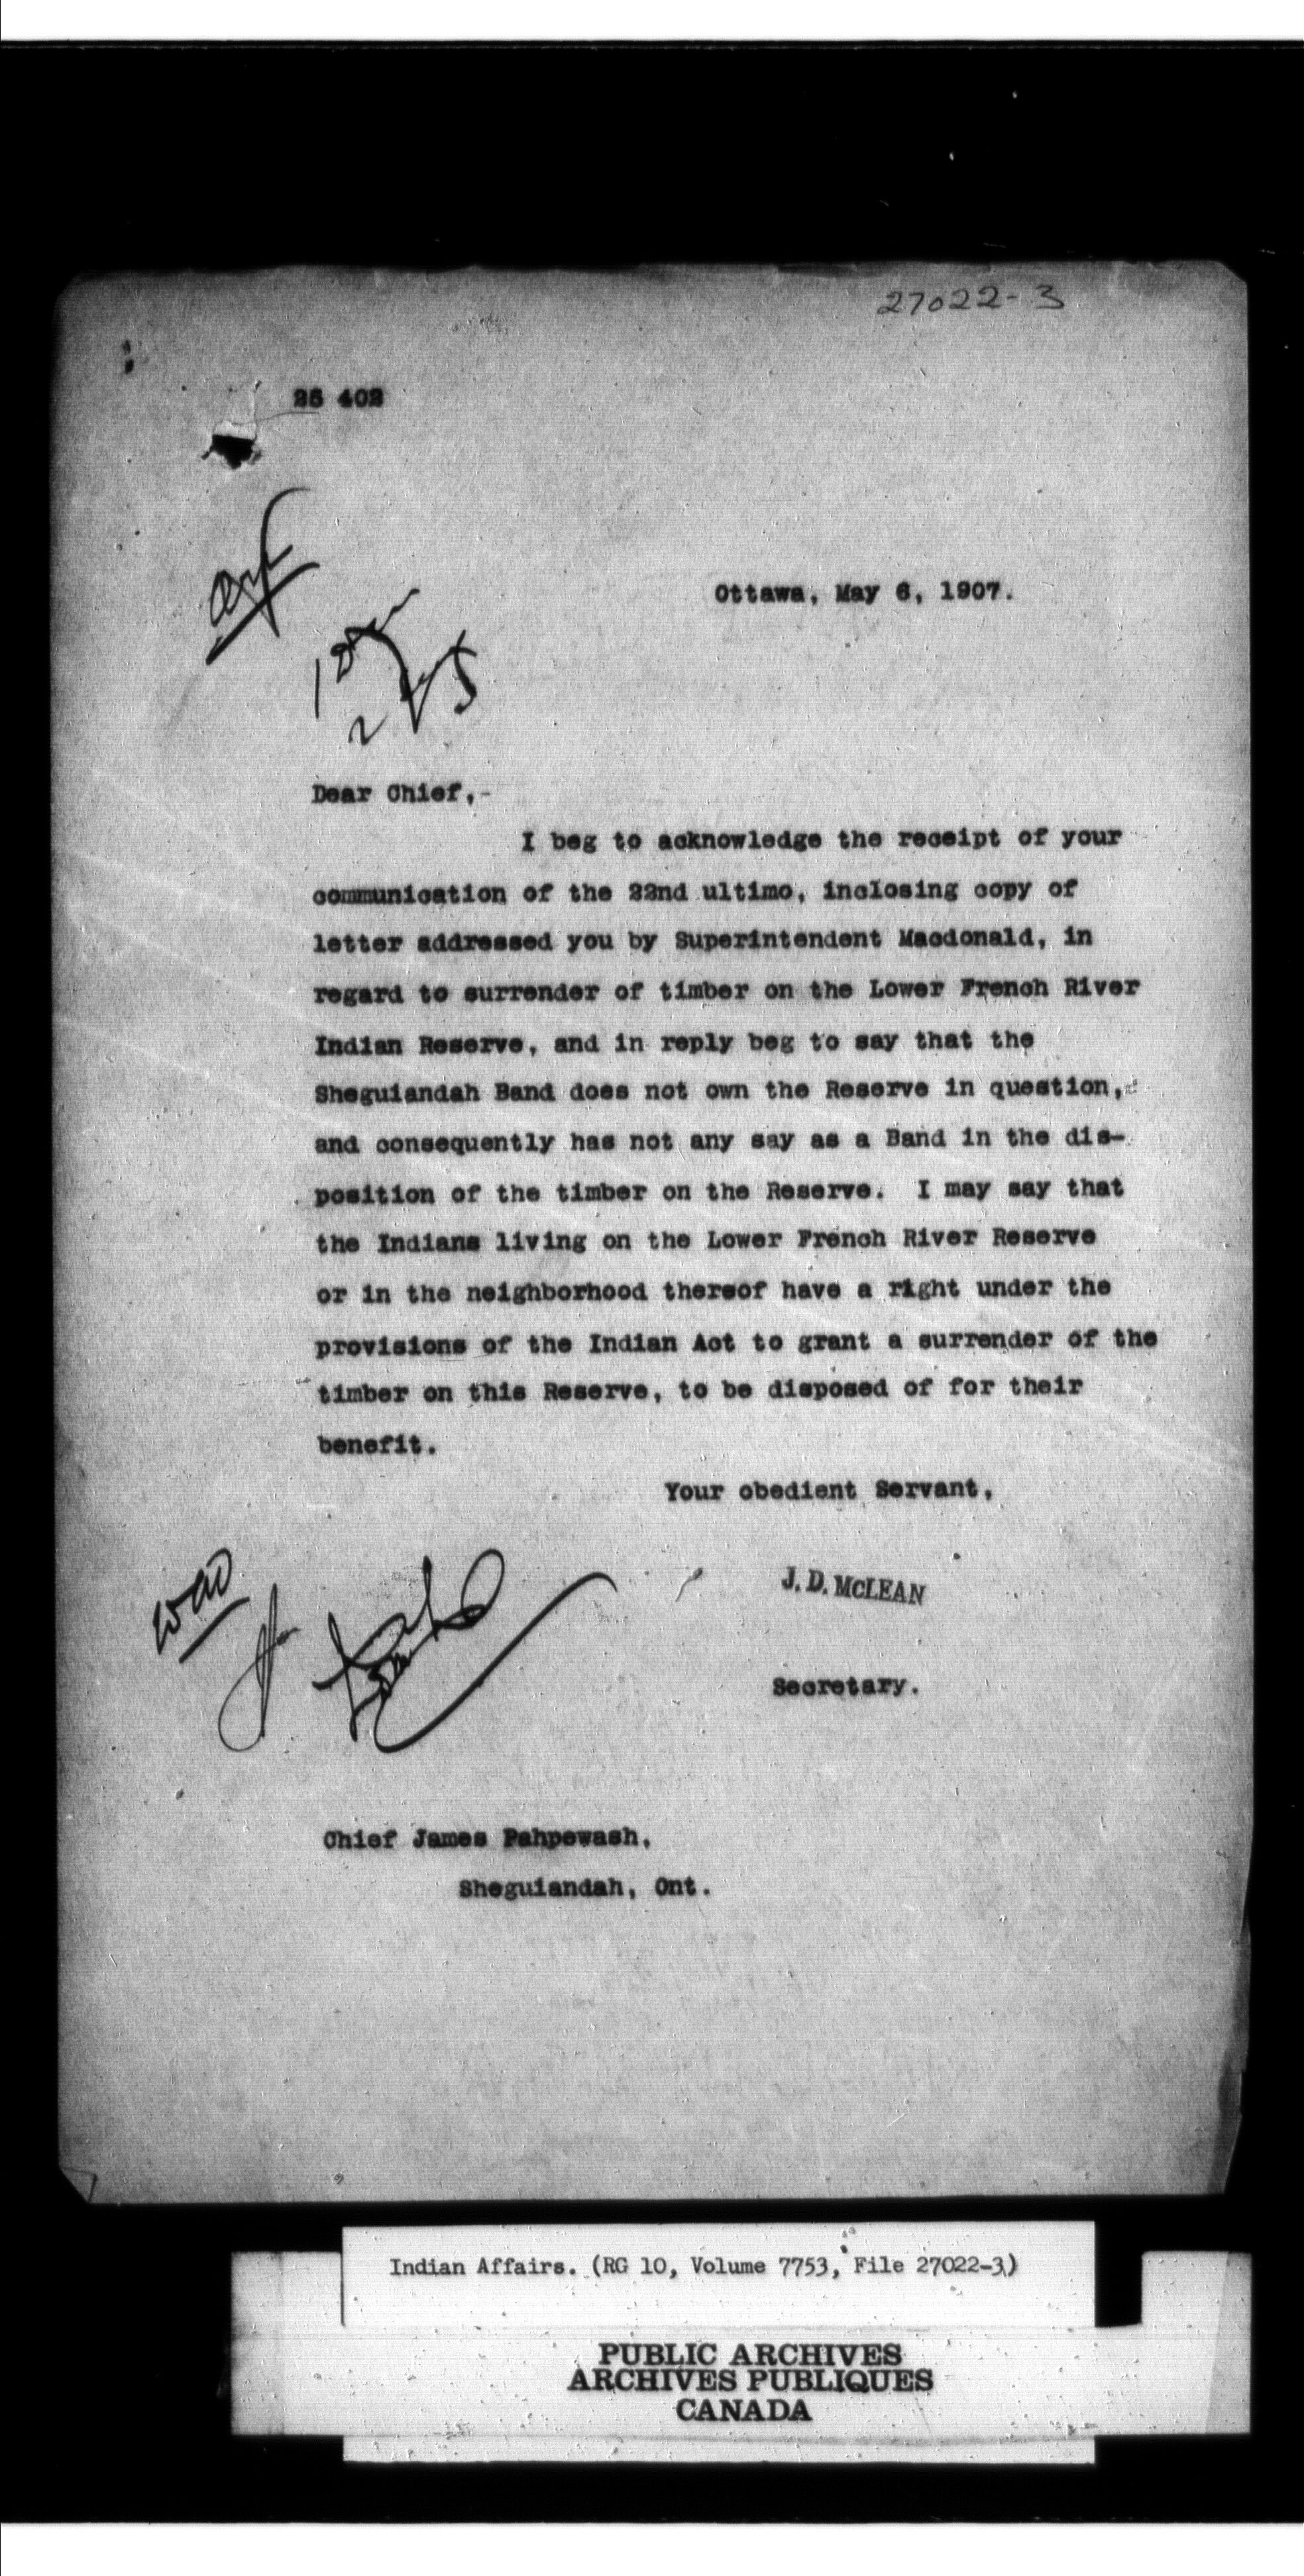 27022-3
25 402
Ottawa, May 6, 1907.
Dear Chief,-
I beg to acknowledge the receipt of your
communication of the 22nd ultimo, inclosing copy of
letter addressed you by Superintendent Macdonald, in
regard to surrender of timber on the Lower French River
Indian Reserve, and in reply beg to say that the
Sheguiandah Band does not own the Reserve in question,
and consequently has not any say as a Band in the dis-
position of the timber on the Reserve. I may say that
the Indians living on the Lower French River Reserve
or in the neighborhood thereof have a right under the
provisions of the Indian Act to grant a surrender of the
timber on this Reserve, to be disposed of for their
benefit.
Your obedient Servant,
J. D. McLEAN
Secretary.
Chief James Pahpewash,
Sheguiandah, Ont.
Indian Affairs. (RG 10, Volume 7753, File 27022-3)
PUBLIC ARCHIVES
ARCHIVES PUBLIQUES
CANADA